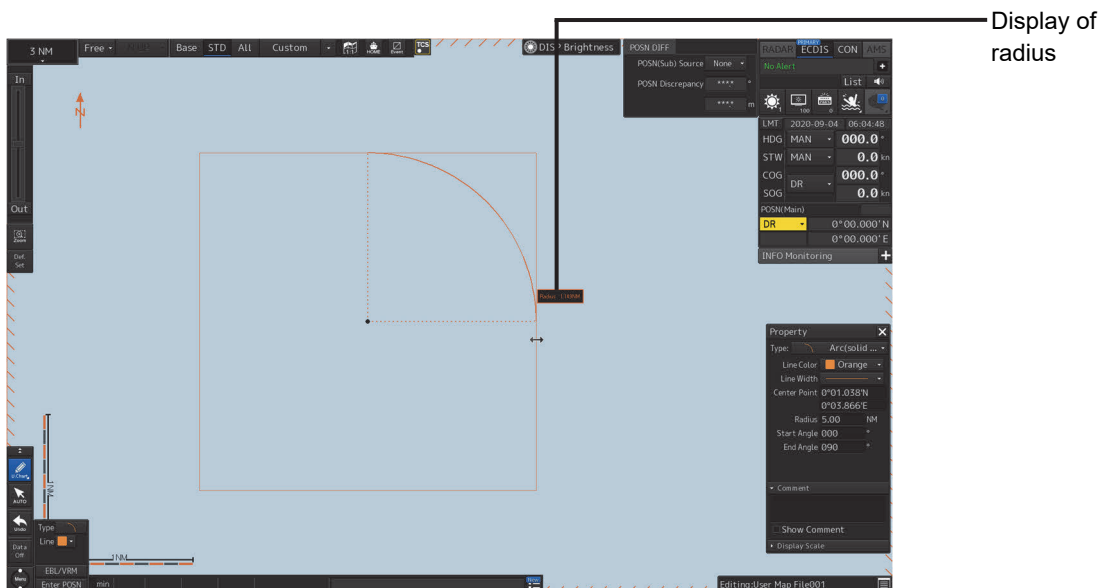 Display of
radius
3 NM
Free
Base STD All Custom
1:1
HOME
Event
TCS
DISP Brightness
POSN DIFF
POSN(Sub) Source None
POSN Discrepancy ****. °
****. m
RADAR
PRIMARY
ECDIS CON AMS
No Alert
List
100
0
LMT 2020-09-04 06:04:48
HDG MAN 000.0 °
STW MAN 0.0 kn
COG 000.0 °
DR
SOG 0.0 kn
POSN(Main)
DR 0°00.000'N
0°00.000'E
INFO Monitoring
In
N
Out
Zoom
Def.
Set
Radius
Property
Type: Arc(solid ...
Line Color Orange
Line Width
Center Point 0°01.038'N
0°03.866'E
Radius 5.00 NM
Start Angle 000 °
End Angle 090 °
Comment
Show Comment
Display Scale
1NM
AUTO
Undo
Data
Off
Menu
Type
Line
EBL/VRM
Enter POSN min
1NM
New
Editing:User Map File001